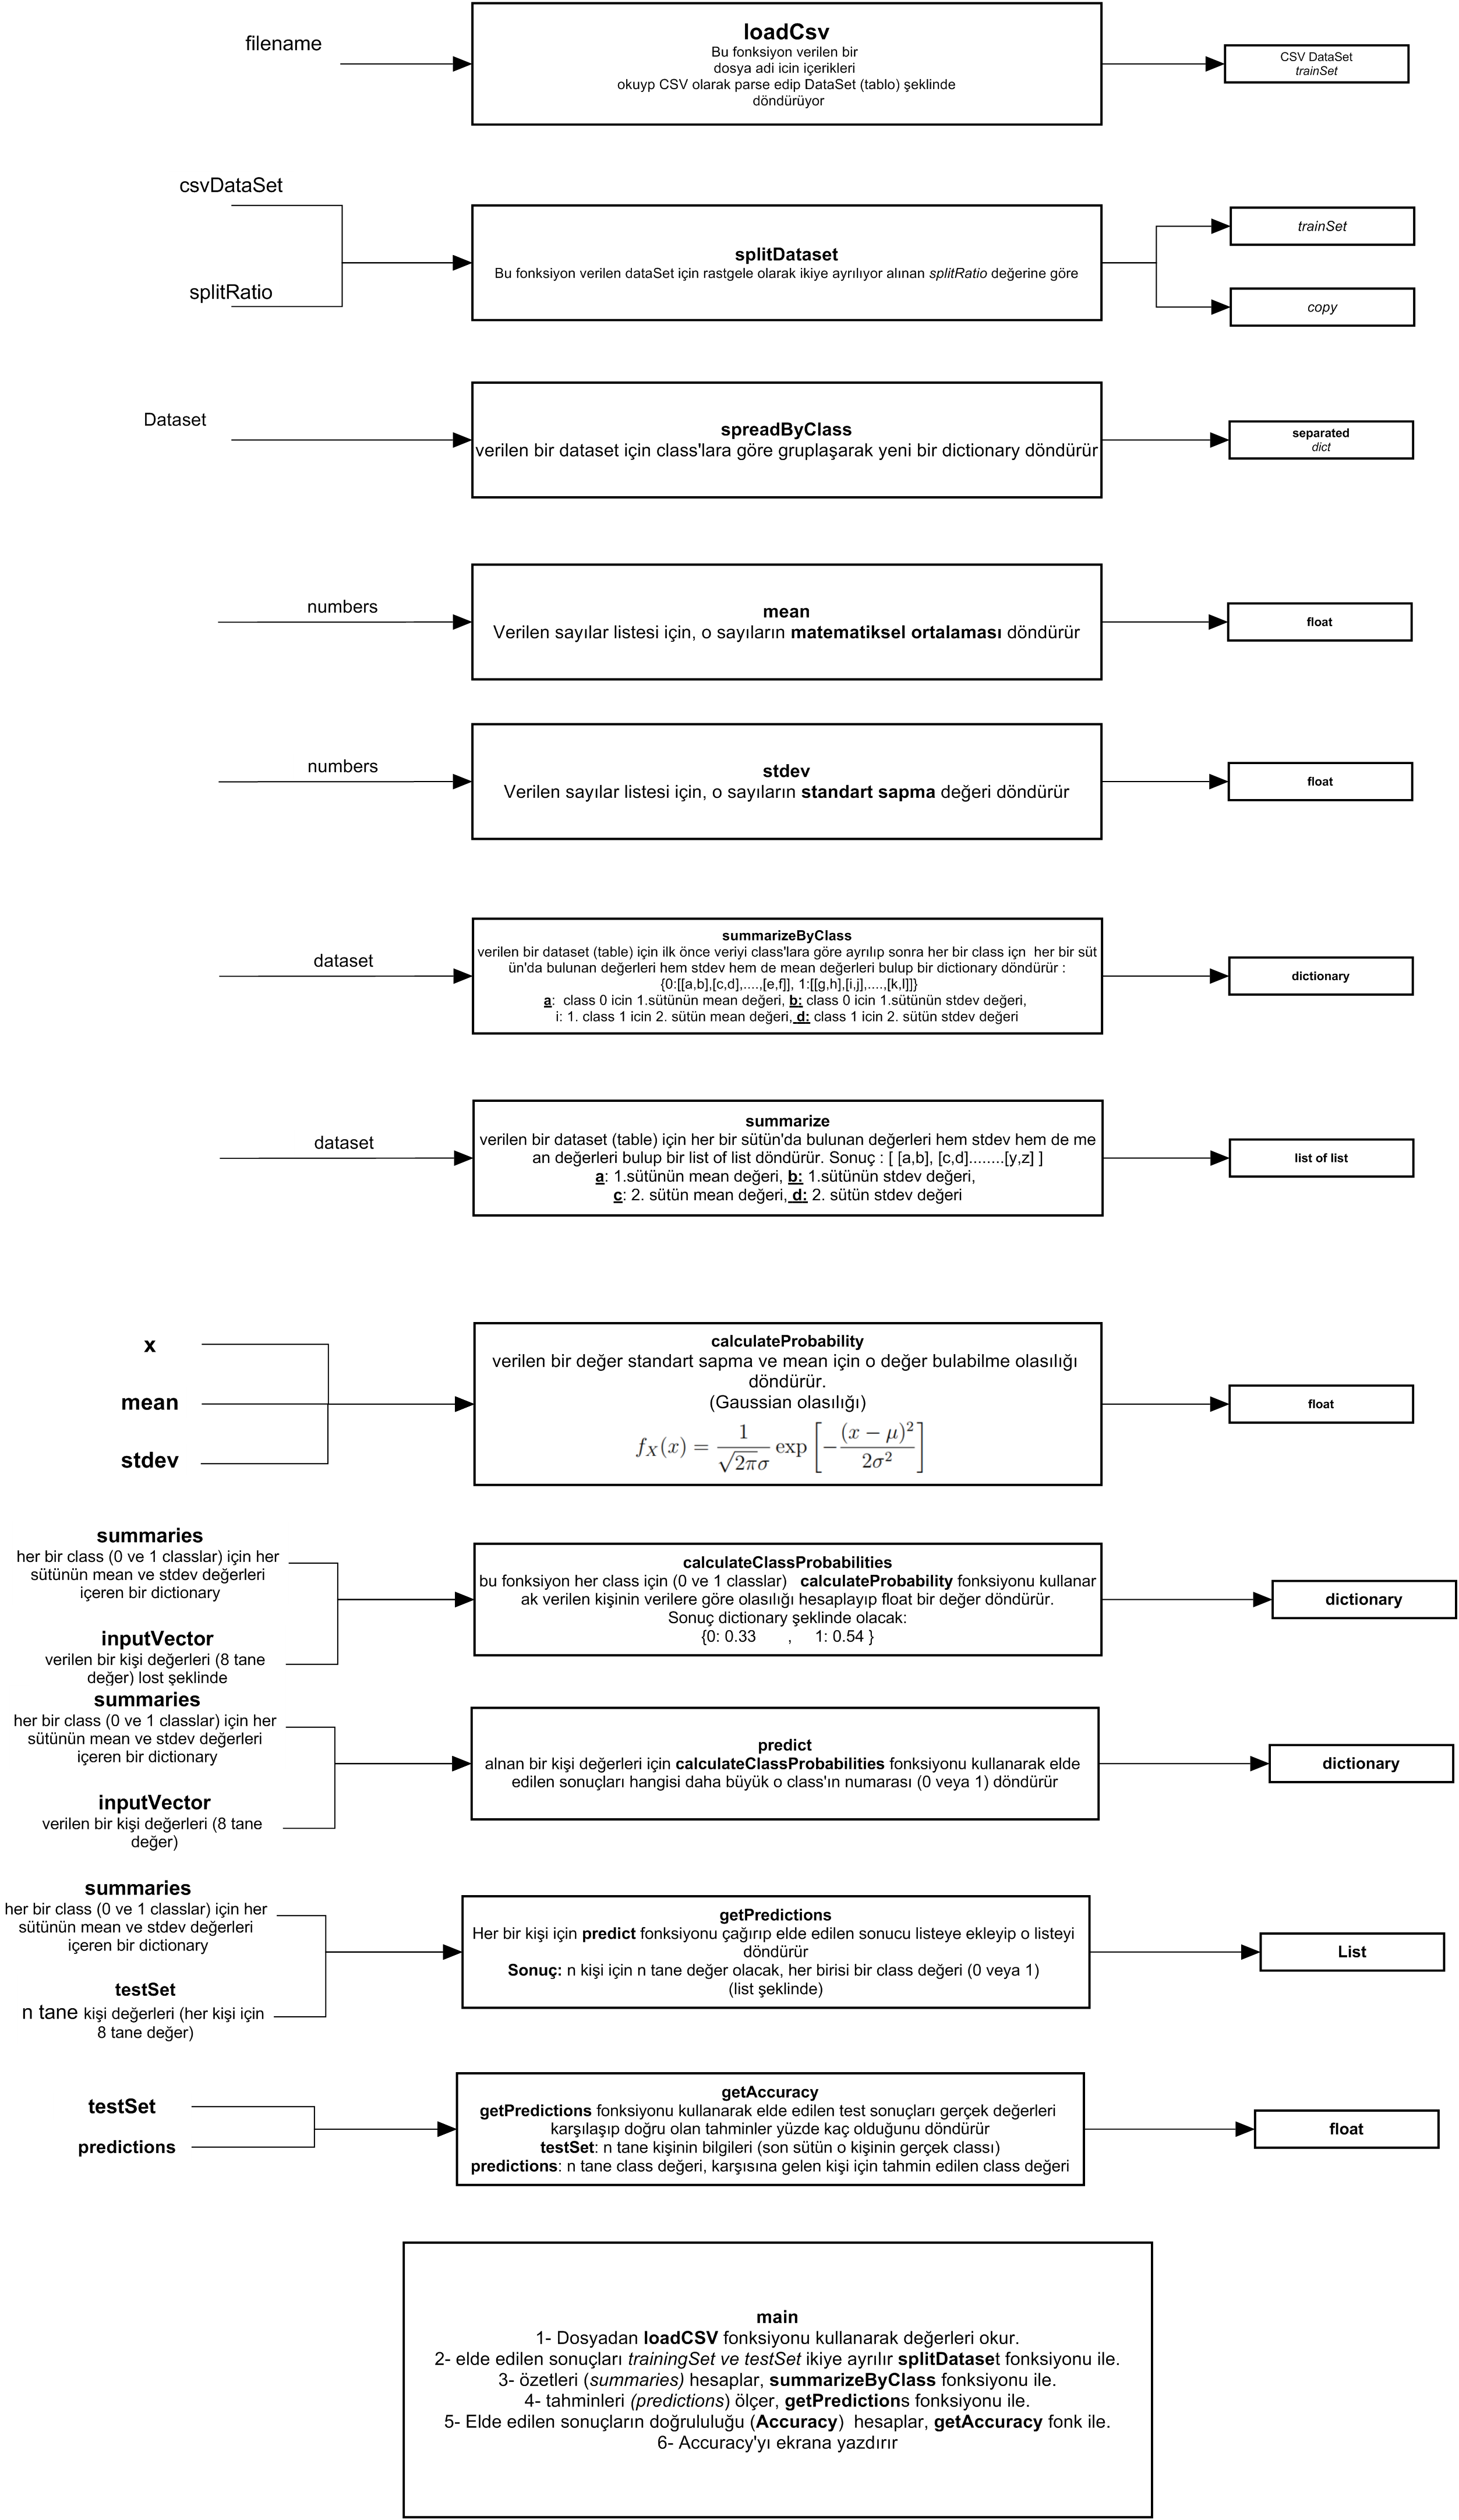 filename
loadCsv
Bu fonksiyon verilen bir
dosya adi icin içerikleri
okuyp CSV olarak parse edip DataSet (tablo) şeklinde
döndürüyor
CSV DataSet
trainSet
csvDataSet
splitRatio
splitDataset
Bu fonksiyon verilen dataSet için rastgele olarak ikiye ayrılıyor alınan splitRatio değerine göre
trainSet
copy
Dataset
spreadByClass
verilen bir dataset için class'lara göre gruplaşarak yeni bir dictionary döndürür
separated
dict
numbers
mean
Verilen sayılar listesi için, o sayıların matematiksel ortalaması döndürür
float
numbers
stdev
Verilen sayılar listesi için, o sayıların standart sapma değeri döndürür
float
dataset
summarizeByClass
verilen bir dataset (table) için ilk önce veriyi class'lara göre ayrılıp sonra her bir class içn her bir süt
ün'da bulunan değerleri hem stdev hem de mean değerleri bulup bir dictionary döndürür :
{0:[[a,b],[c,d],....,[e,f]], 1:[[g,h],[i,j],....,[k,l]]}
a: class 0 icin 1.sütünün mean değeri, b: class 0 icin 1.sütünün stdev değeri,
i: 1. class 1 icin 2. sütün mean değeri, d: class 1 icin 2. sütün stdev değeri
dictionary
dataset
summarize
verilen bir dataset (table) için her bir sütün'da bulunan değerleri hem stdev hem de me
an değerleri bulup bir list of list döndürür. Sonuç : [ [a,b], [c,d]........[y,z] ]
a: 1.sütünün mean değeri, b: 1.sütünün stdev değeri,
c: 2. sütün mean değeri, d: 2. sütün stdev değeri
list of list
x
mean
stdev
calculateProbability
verilen bir değer standart sapma ve mean için o değer bulabilme olasılığı
döndürür.
(Gaussian olasılığı)
f_X(x) = \frac{1}{\sqrt{2\pi}\sigma} \exp\left[-\frac{(x-\mu)^2}{2\sigma^2}\right]
float
summaries
her bir class (0 ve 1 classlar) için her
sütünün mean ve stdev değerleri
içeren bir dictionary
inputVector
verilen bir kişi değerleri (8 tane
değer) lost şeklinde
calculateClassProbabilities
bu fonksiyon her class için (0 ve 1 classlar) calculateProbability fonksiyonu kullanar
ak verilen kişinin verilere göre olasılığı hesaplayıp float bir değer döndürür.
Sonuç dictionary şeklinde olacak:
{0: 0.33 , 1: 0.54 }
dictionary
summaries
her bir class (0 ve 1 classlar) için her
sütünün mean ve stdev değerleri
içeren bir dictionary
inputVector
verilen bir kişi değerleri (8 tane
değer)
predict
alnan bir kişi değerleri için calculateClassProbabilities fonksiyonu kullanarak elde
edilen sonuçları hangisi daha büyük o class'ın numarası (0 veya 1) döndürür
dictionary
summaries
her bir class (0 ve 1 classlar) için her
sütünün mean ve stdev değerleri
içeren bir dictionary
testSet
n tane kişi değerleri (her kişi için
8 tane değer)
getPredictions
Her bir kişi için predict fonksiyonu çağırıp elde edilen sonucu listeye ekleyip o listeyi
döndürür
Sonuç: n kişi için n tane değer olacak, her birisi bir class değeri (0 veya 1)
(list şeklinde)
List
testSet
predictions
getAccuracy
getPredictions fonksiyonu kullanarak elde edilen test sonuçları gerçek değerleri
karşılaşıp doğru olan tahminler yüzde kaç olduğunu döndürür
testSet: n tane kişinin bilgileri (son sütün o kişinin gerçek classı)
predictions: n tane class değeri, karşısına gelen kişi için tahmin edilen class değeri
float
main
1- Dosyadan loadCSV fonksiyonu kullanarak değerleri okur.
2- elde edilen sonuçları trainingSet ve testSet ikiye ayrılır splitDataset fonksiyonu ile.
3- özetleri (summaries) hesaplar, summarizeByClass fonksiyonu ile.
4- tahminleri (predictions) ölçer, getPredictions fonksiyonu ile.
5- Elde edilen sonuçların doğrululuğu (Accuracy) hesaplar, getAccuracy fonk ile.
6- Accuracy'yı ekrana yazdırır